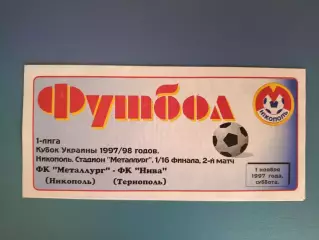 Футбол
НИКОПОЛЬ
1-лига
Кубок Украины 1997/98 годов.
Никополь. Стадион "Металлург". 1/16 финала, 2-й матч
ФК "Металлург" - ФК "Нива"
(Никополь) (Тернополь)
1 ноября
1997 года,
суббота.